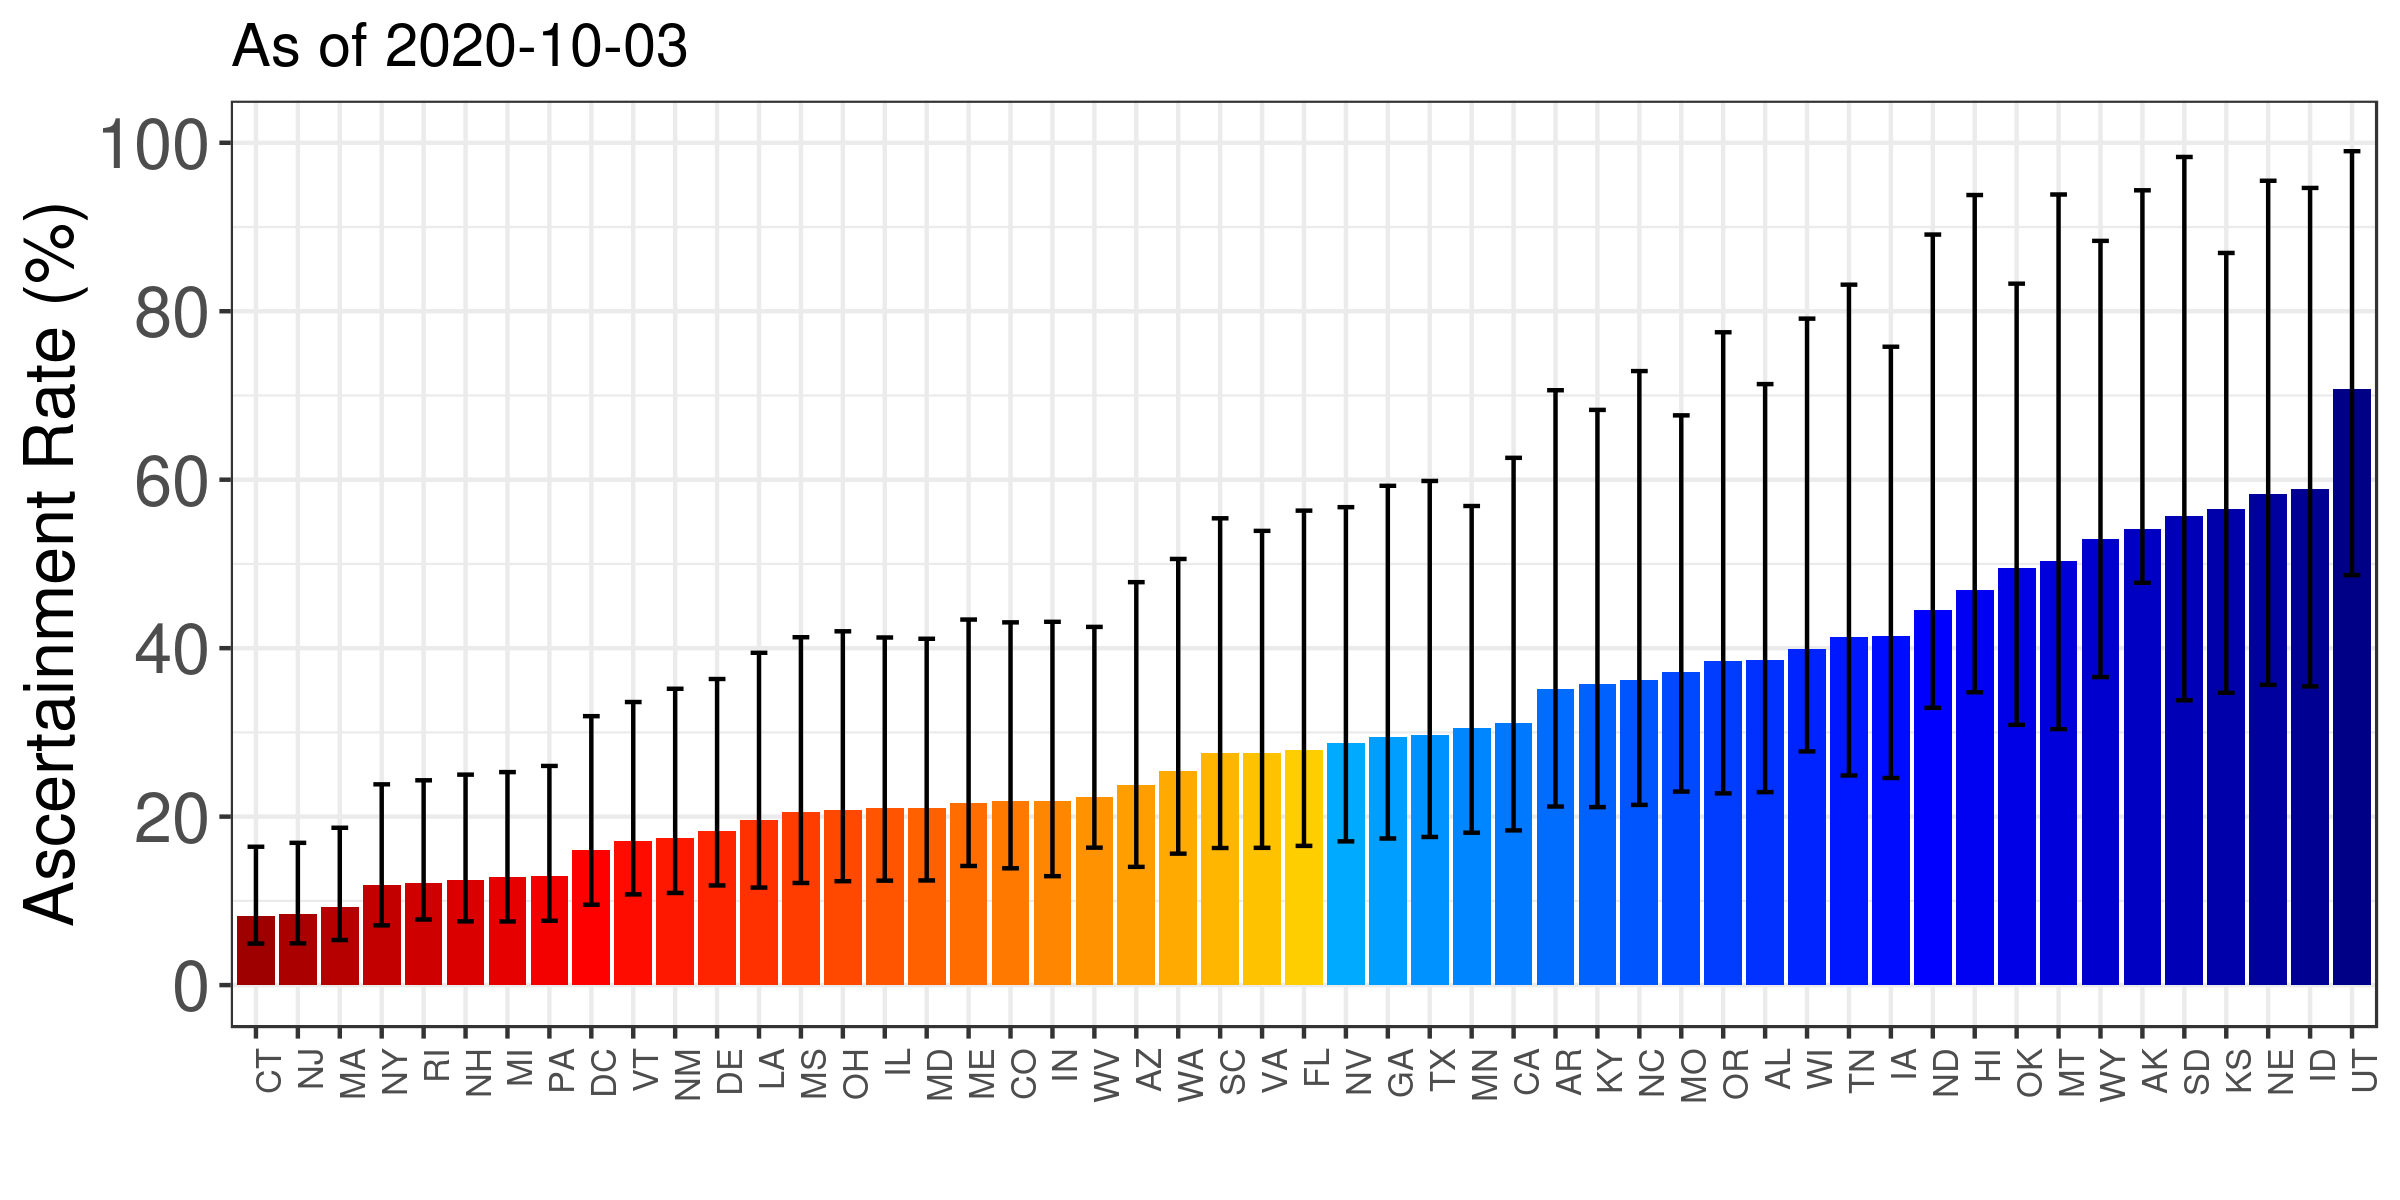 As of 2020-10-03
Ascertainment Rate (%)
100
80
60
40
20
0
CT NJ MA NY RI NH MI PA DC VT NM DE LA MS OH IL MD ME CO IN WV AZ WA SC VA FL NV GA TX MN CA AR KY NC MO OR AL WI TN IA ND HI OK MT WY AK SD KS NE ID UT